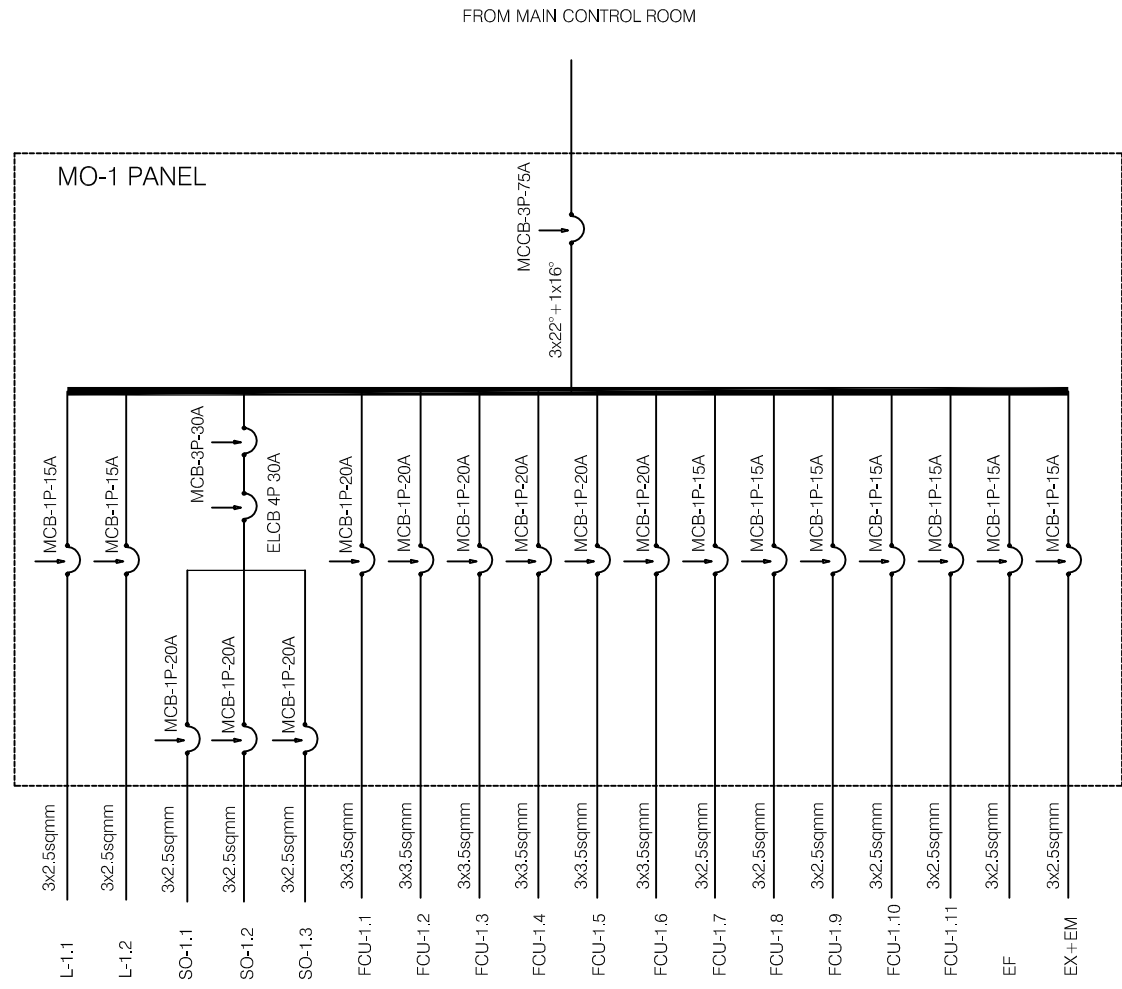 FROM MAIN CONTROL ROOM
MO-1 PANEL
MCCB-3P-75A
3x22°+1x16°
MCB-1P-15A
MCB-1P-15A
MCB-3P-30A
ELCB 4P 30A
MCB-1P-20A
MCB-1P-20A
MCB-1P-20A
MCB-1P-20A
MCB-1P-20A
MCB-1P-20A
MCB-1P-20A
MCB-1P-20A
MCB-1P-20A
MCB-1P-15A
MCB-1P-15A
MCB-1P-15A
MCB-1P-15A
MCB-1P-15A
MCB-1P-15A
MCB-1P-15A
3x2.5sqmm
3x2.5sqmm
3x2.5sqmm
3x2.5sqmm
3x2.5sqmm
3x3.5sqmm
3x3.5sqmm
3x3.5sqmm
3x3.5sqmm
3x3.5sqmm
3x3.5sqmm
3x2.5sqmm
3x2.5sqmm
3x2.5sqmm
3x2.5sqmm
3x2.5sqmm
3x2.5sqmm
3x2.5sqmm
L-1.1
L-1.2
SO-1.1
SO-1.2
SO-1.3
FCU-1.1
FCU-1.2
FCU-1.3
FCU-1.4
FCU-1.5
FCU-1.6
FCU-1.7
FCU-1.8
FCU-1.9
FCU-1.10
FCU-1.11
EF
EX+EM